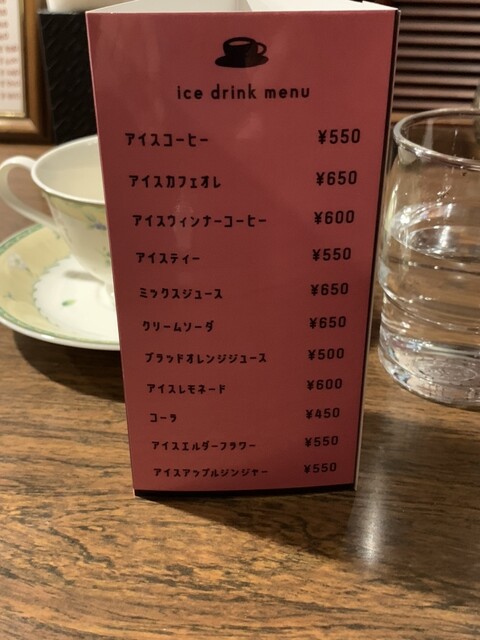 ice drink menu
アイスコーヒー ¥550
アイスカフェオレ ¥650
アイスウィンナーコーヒー ¥600
アイスティー ¥550
ミックスジュース ¥650
クリームソーダ ¥650
ブラッドオレンジジュース ¥500
アイスレモネード ¥600
コーラ ¥450
アイスエルダーフラワー ¥550
アイスアップルジンジャー ¥550